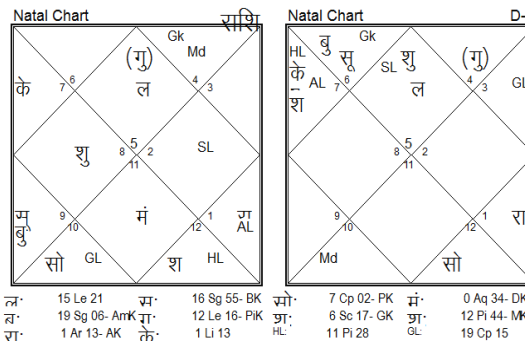 Natal Chart राशि
Natal Chart D-
Gk
Md
(गु)
ल
के
6
7
4
3
5
8 2
11
शु
SL
9
10
1
12
सू
बु
मं
रा
AL
सो
GL
श
HL
HL
के
श
AL
बु
सू
Gk
SL
शु
ल
(गु)
GL
6
7
4
3
5
8 2
11
9
10
1
12
रा
Md
सो
ल: 15 Le 21 सू: 16 Sg 55- BK सो: 7 Cp 02- PK मं: 0 Aq 34- DK
बु: 19 Sg 06- AmK गु: 12 Le 16- PiK शु: 6 Sc 17- GK श: 12 Pi 44- MK
रा: 1 Ar 13- AK के: 1 Li 13 HL: 11 Pi 28 GL: 19 Cp 15